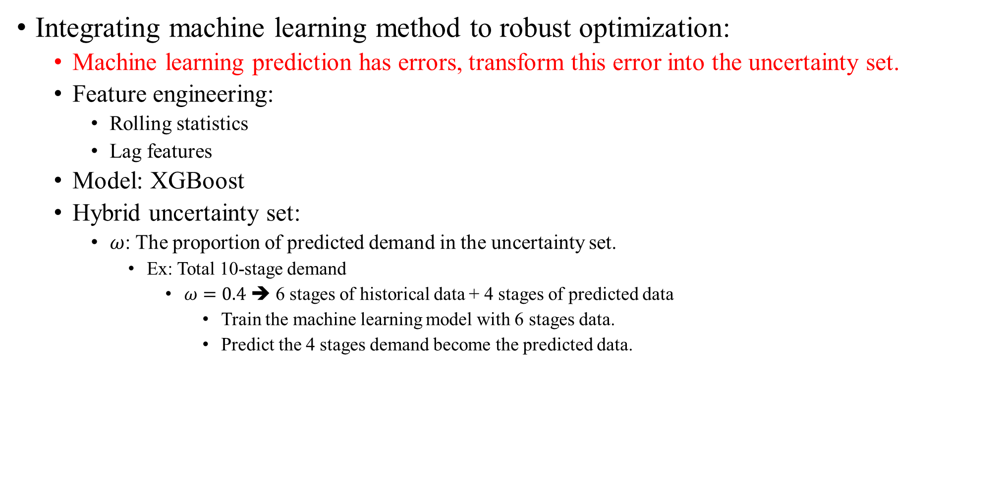 • Integrating machine learning method to robust optimization:
• Machine learning prediction has errors, transform this error into the uncertainty set.
• Feature engineering:
• Rolling statistics
• Lag features
• Model: XGBoost
• Hybrid uncertainty set:
• 𝜔: The proportion of predicted demand in the uncertainty set.
• Ex: Total 10-stage demand
• 𝜔 = 0.4 ➔ 6 stages of historical data + 4 stages of predicted data
• Train the machine learning model with 6 stages data.
• Predict the 4 stages demand become the predicted data.